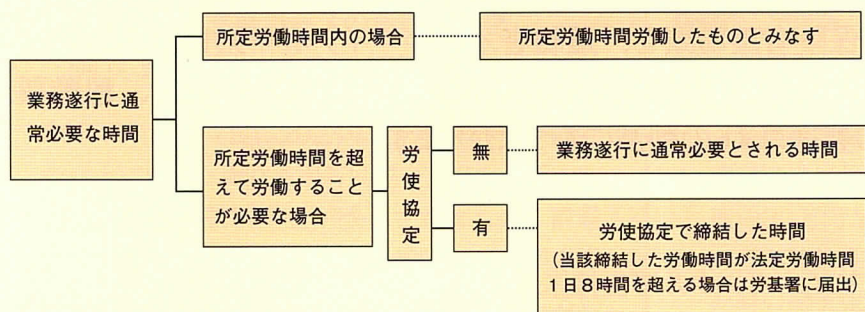 業務遂行に通
常必要な時間
所定労働時間内の場合
所定労働時間労働したものとみなす
所定労働時間を超
えて労働すること
が必要な場合
労使協定
無
業務遂行に通常必要とされる時間
有
労使協定で締結した時間
(当該締結した労働時間が法定労働時間
1日8時間を超える場合は労基署に届出)